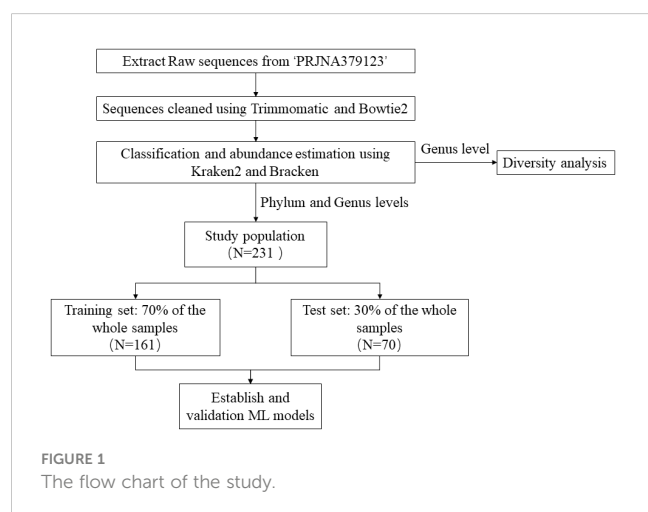 Extract Raw sequences from 'PRJNA379123'
Sequences cleaned using Trimmomatic and Bowtie2
Classification and abundance estimation using
Kraken2 and Bracken
Genus level
Diversity analysis
Phylum and Genus levels
Study population
(N=231 )
Training set: 70% of the
whole samples
(N=161)
Test set: 30% of the whole
samples
(N=70)
Establish and
validation ML models
FIGURE 1
The flow chart of the study.